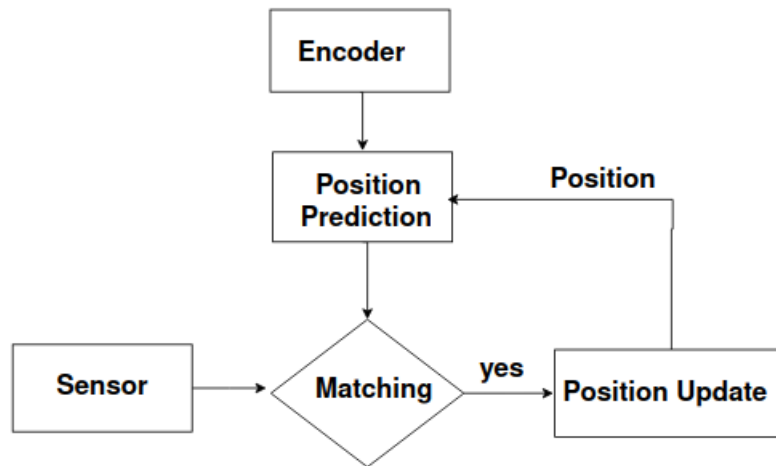 Encoder
Position
Prediction
Position
Sensor
Matching
yes
Position Update